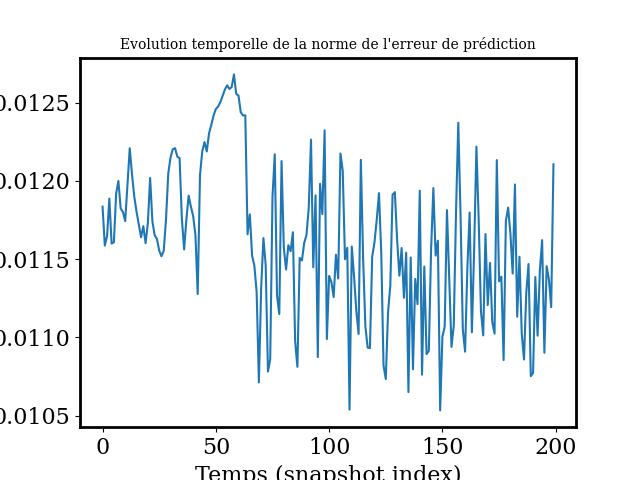 Evolution temporelle de la norme de l'erreur de prédiction
0.0125
0.0120
0.0115
0.0110
0.0105
0 50 100 150 200
Temps (snapshot index)